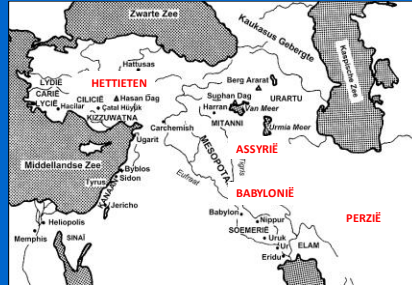 Zwarte Zee
Kaukasus Gebergte
Kaspische Zee
Hattusas
HETTIETEN
LYDIË
CARIË
LYCIË
Hacilar
CILICIË
Hasan Dag
Çatal Hüyük
KIZZUWATNA
Berg Ararat
Suphan Dag
URARTU
Harran
Van Meer
MITANNI
Urmia Meer
Carchemish
Ugarit
MESOPOTA
ASSYRIË
Tigris
Eufraat
Middellandse Zee
Byblos
Sidon
Tyrus
KANAÄN
Jericho
BABYLONIË
Babylon
Nippur
SOEMERIË
Uruk
Ur
Eridu
ELAM
PERZIË
Heliopolis
Memphis
SINAÏ